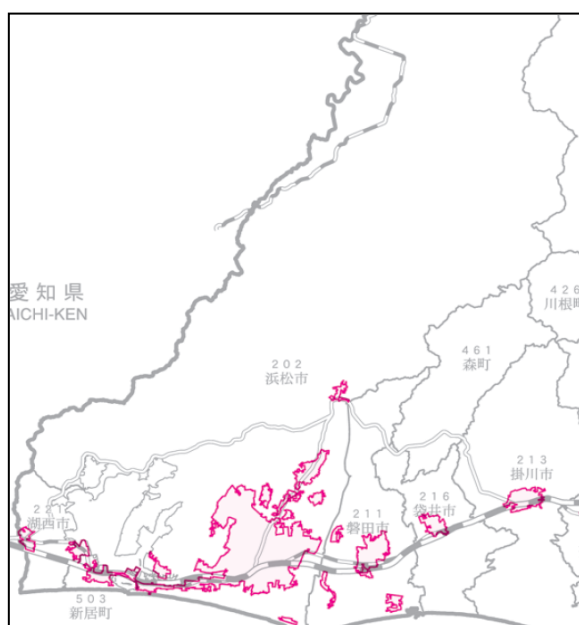 愛知県
AICHI-KEN
426
川根町
461
森町
202
浜松市
213
掛川市
216
袋井市
211
磐田市
221
湖西市
503
新居町